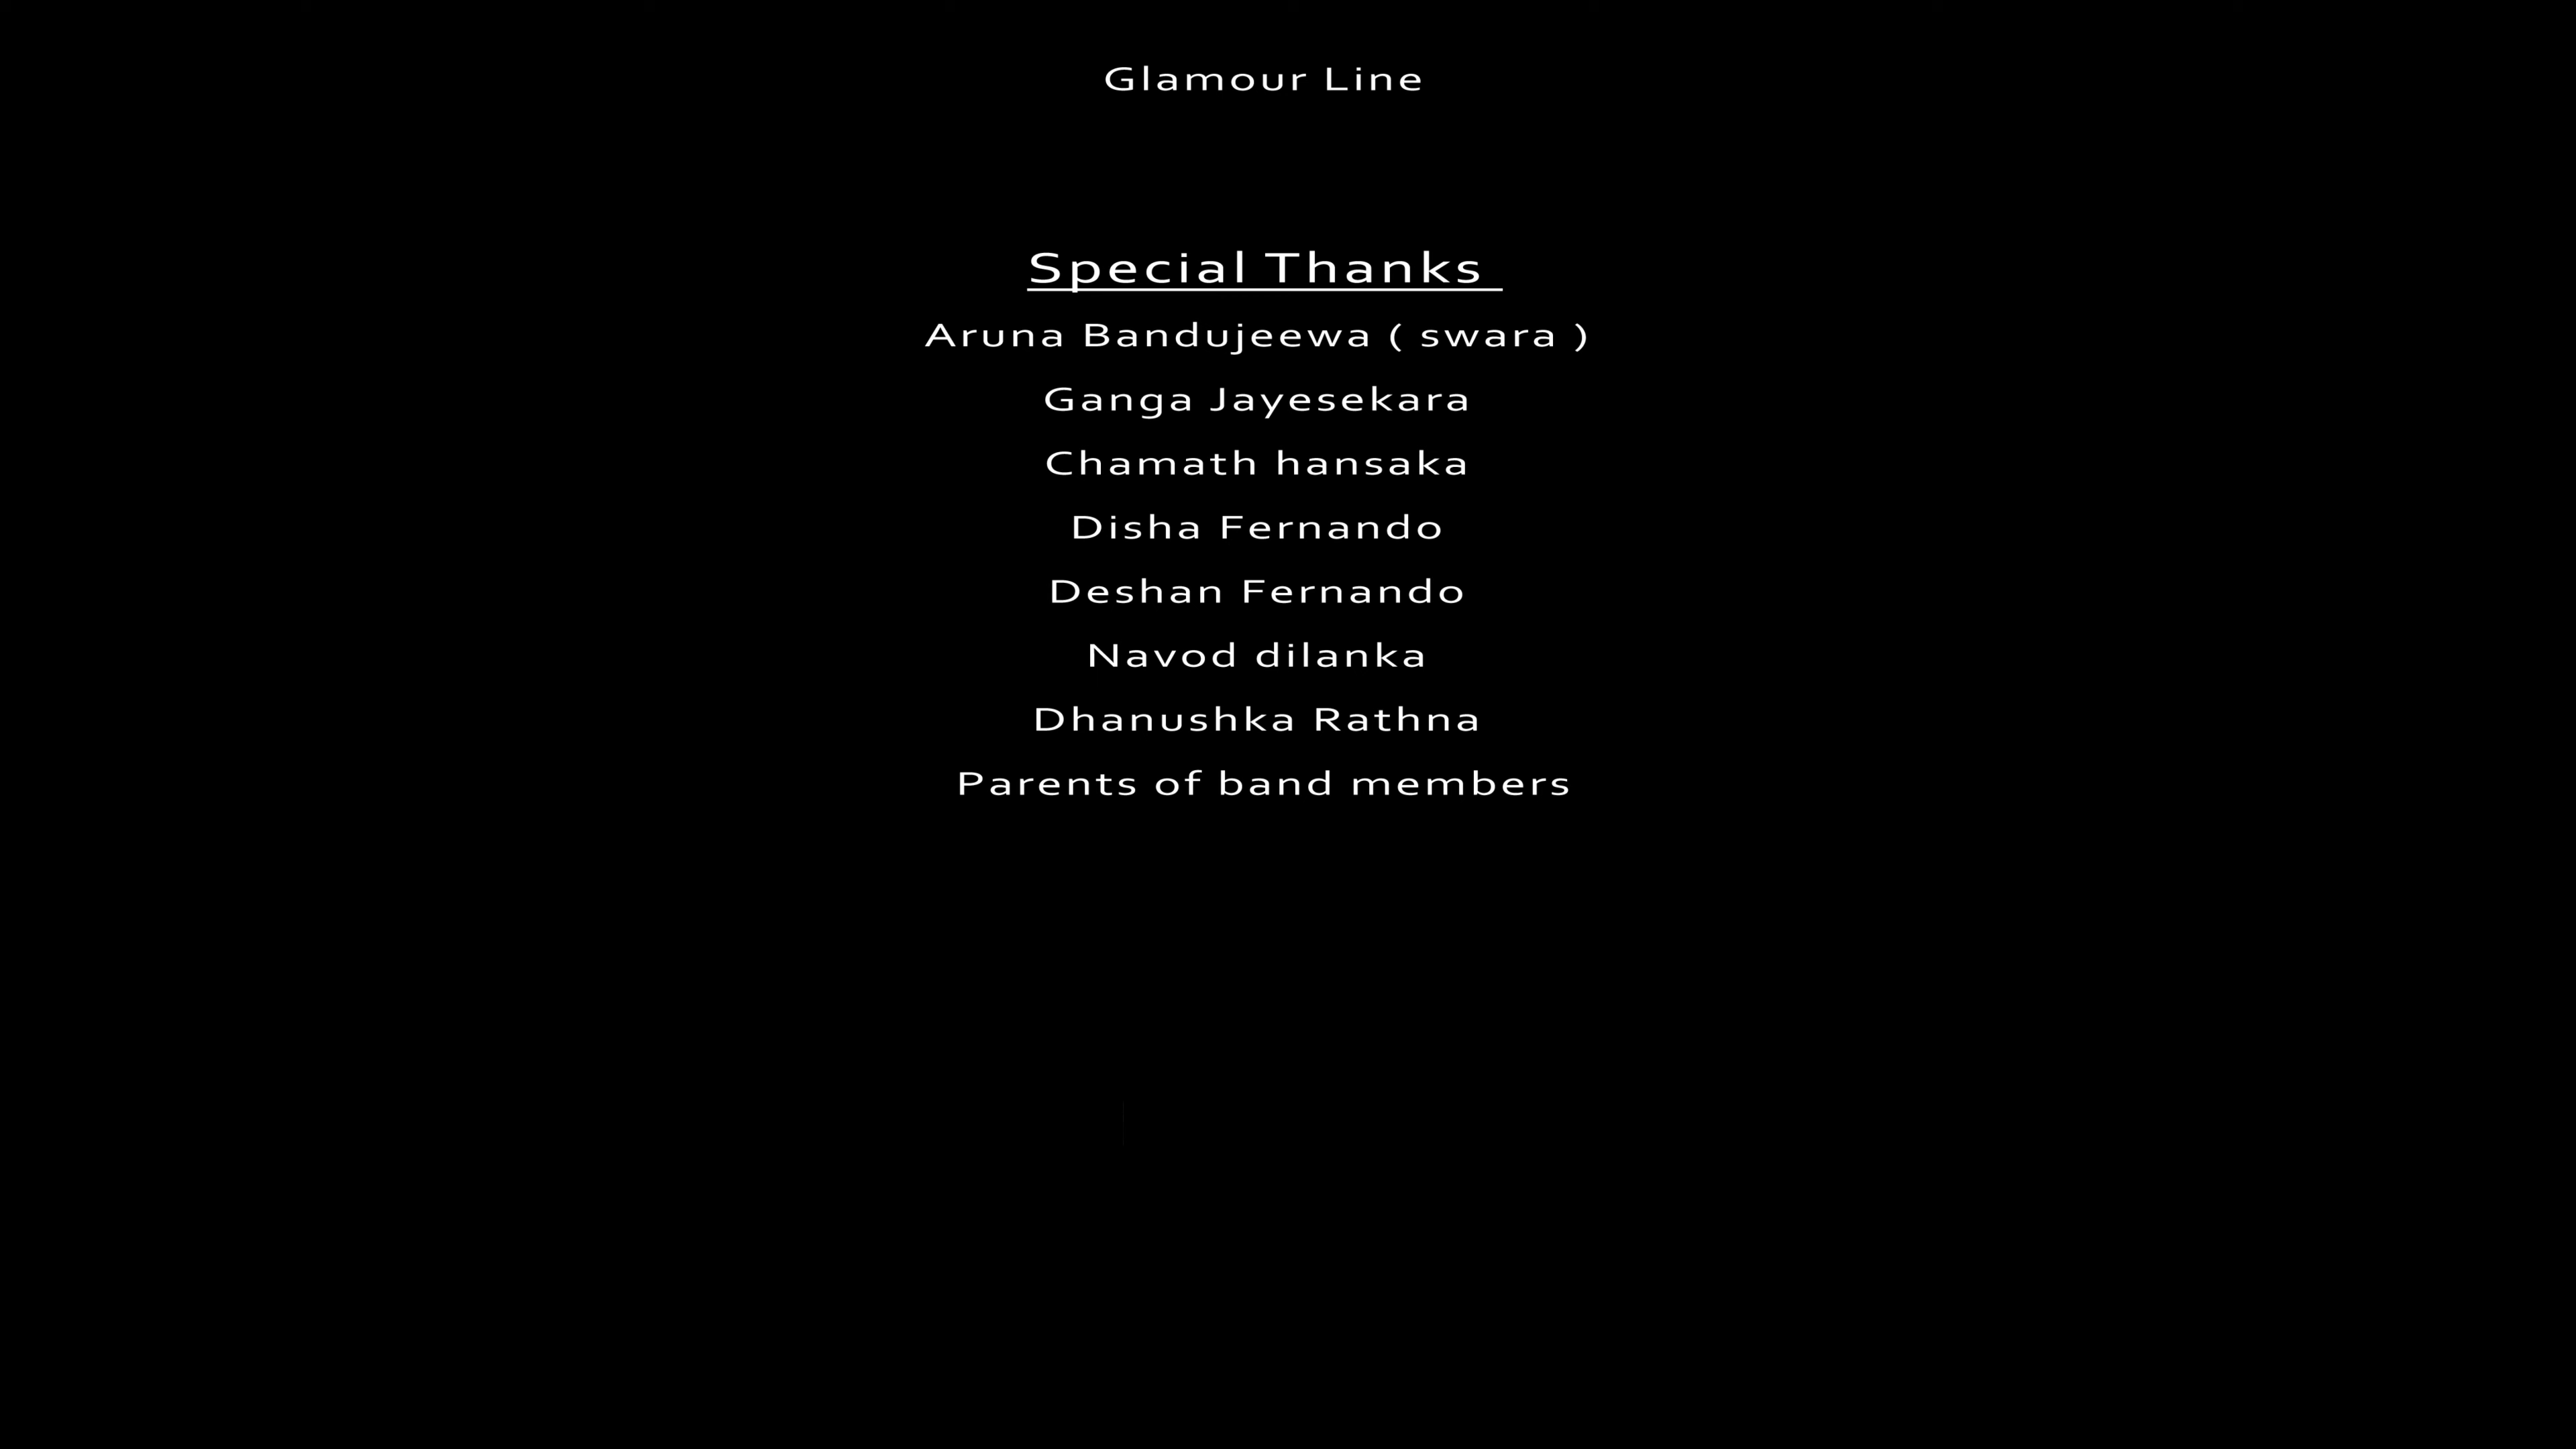 Glamour Line
Special Thanks
Aruna Bandujeewa ( swara )
Ganga Jayesekara
Chamath hansaka
Disha Fernando
Deshan Fernando
Navod dilanka
Dhanushka Rathna
Parents of band members